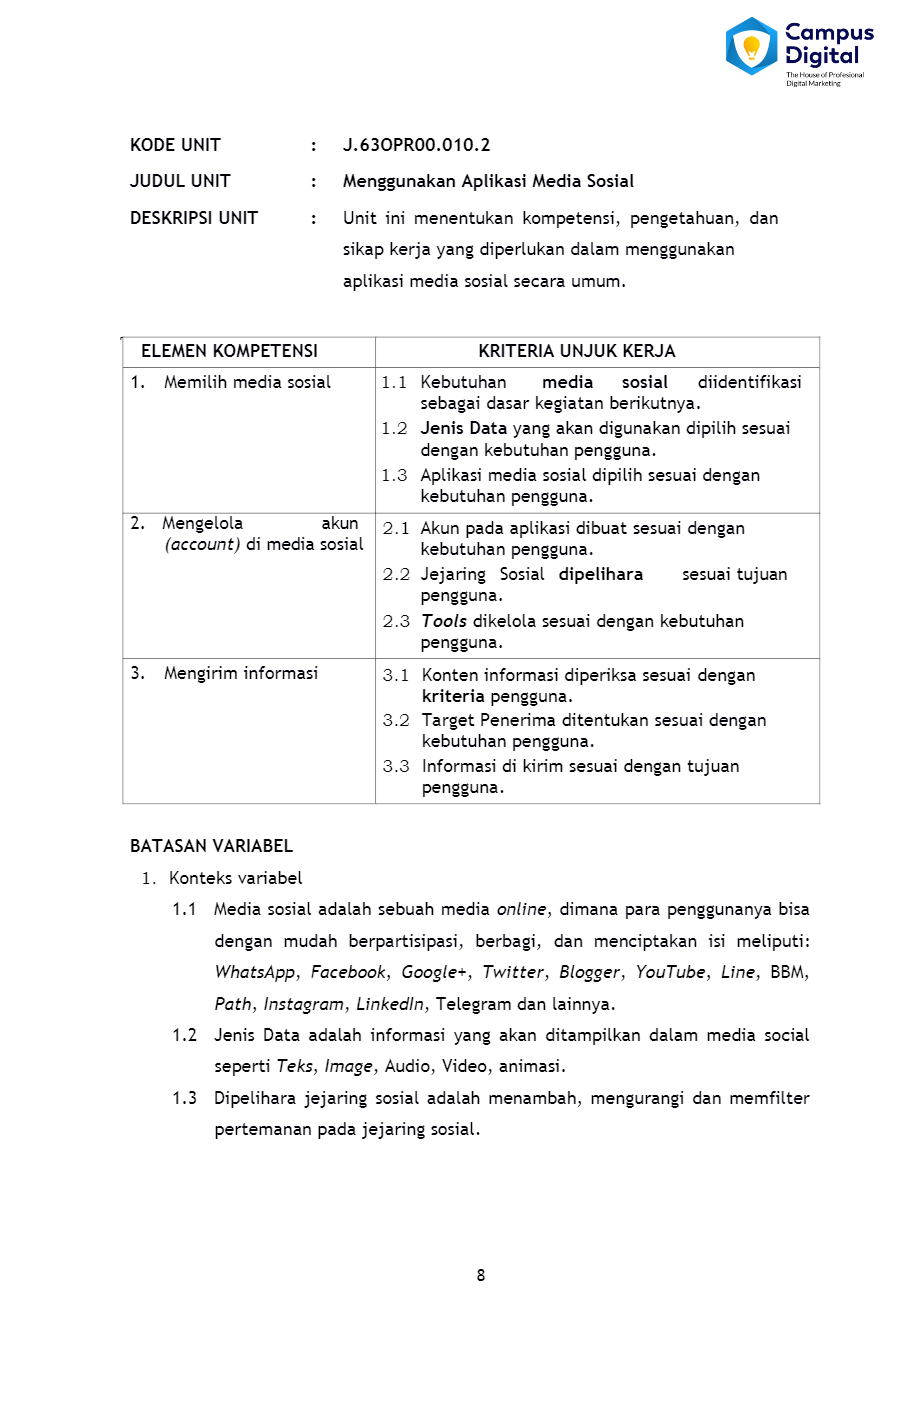 Campus
Digital
The House of Profesional
Digital Marketing
KODE UNIT : J.63OPR00.010.2
JUDUL UNIT : Menggunakan Aplikasi Media Sosial
DESKRIPSI UNIT : Unit ini menentukan kompetensi, pengetahuan, dan
sikap kerja yang diperlukan dalam menggunakan
aplikasi media sosial secara umum.
ELEMEN KOMPETENSI KRITERIA UNJUK KERJA
1. Memilih media sosial
1.1 Kebutuhan media sosial diidentifikasi
sebagai dasar kegiatan berikutnya.
1.2 Jenis Data yang akan digunakan dipilih sesuai
dengan kebutuhan pengguna.
1.3 Aplikasi media sosial dipilih sesuai dengan
kebutuhan pengguna.
2. Mengelola akun
(account) di media sosial
2.1 Akun pada aplikasi dibuat sesuai dengan
kebutuhan pengguna.
2.2 Jejaring Sosial dipelihara sesuai tujuan
pengguna.
2.3 Tools dikelola sesuai dengan kebutuhan
pengguna.
3. Mengirim informasi
3.1 Konten informasi diperiksa sesuai dengan
kriteria pengguna.
3.2 Target Penerima ditentukan sesuai dengan
kebutuhan pengguna.
3.3 Informasi di kirim sesuai dengan tujuan
pengguna.
BATASAN VARIABEL
1. Konteks variabel
1.1 Media sosial adalah sebuah media online, dimana para penggunanya bisa
dengan mudah berpartisipasi, berbagi, dan menciptakan isi meliputi:
WhatsApp, Facebook, Google+, Twitter, Blogger, YouTube, Line, BBM,
Path, Instagram, LinkedIn, Telegram dan lainnya.
1.2 Jenis Data adalah informasi yang akan ditampilkan dalam media social
seperti Teks, Image, Audio, Video, animasi.
1.3 Dipelihara jejaring sosial adalah menambah, mengurangi dan memfilter
pertemanan pada jejaring sosial.
8